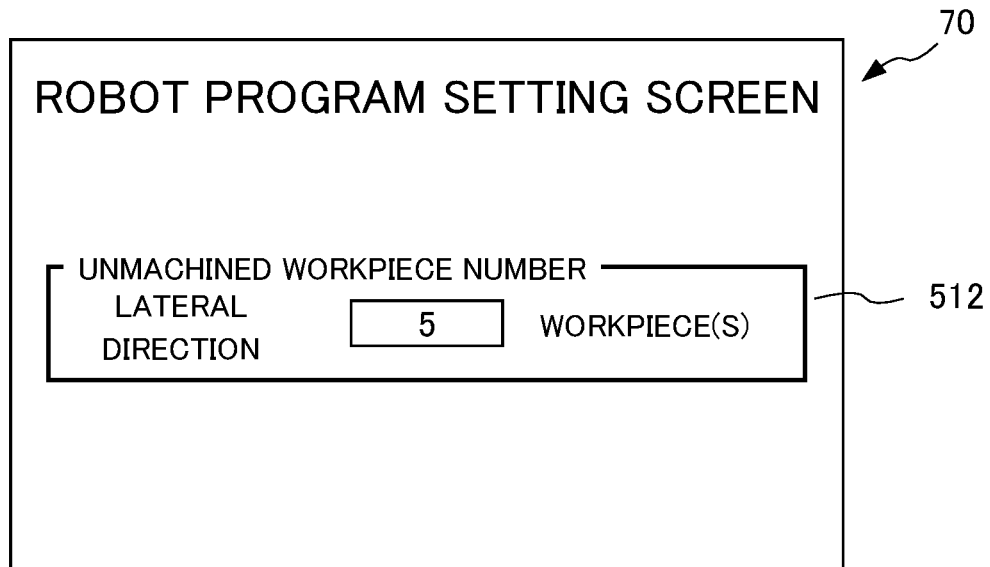 70
ROBOT PROGRAM SETTING SCREEN
UNMACHINED WORKPIECE NUMBER
LATERAL
DIRECTION
5
WORKPIECE(S)
512